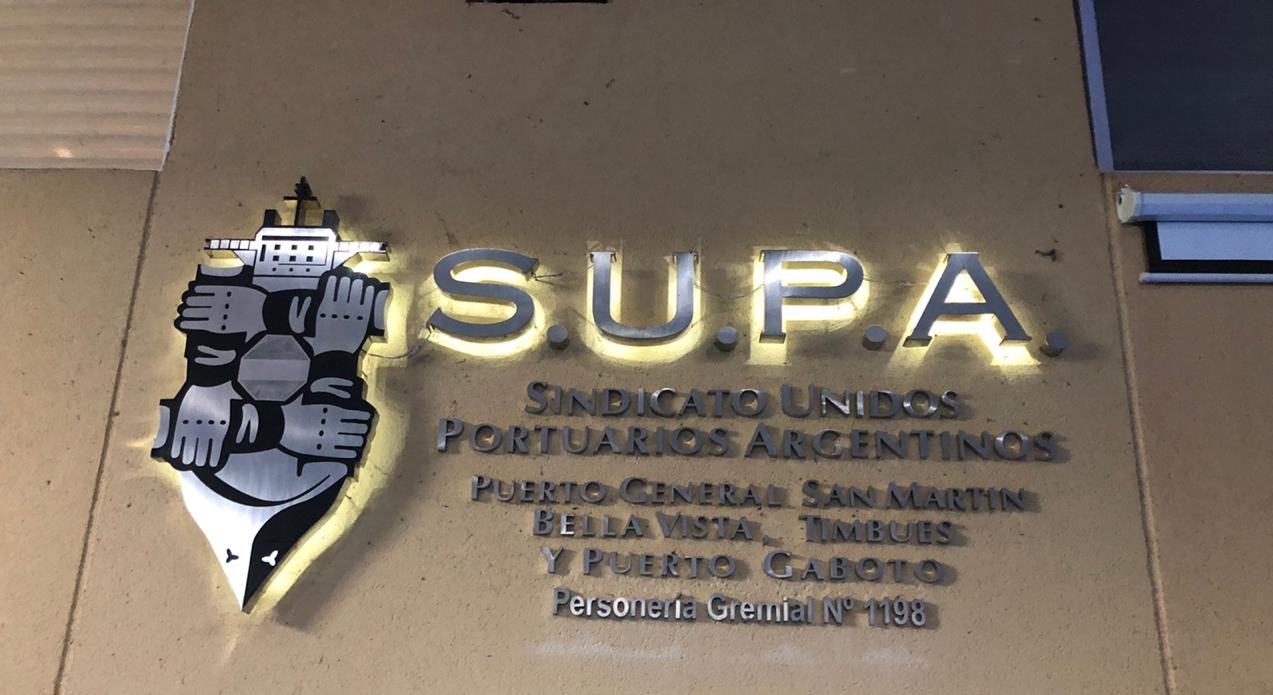 S.U.P.A.
SINDICATO UNIDOS
PORTUARIOS ARGENTINOS
PUERTO GENERAL SAN MARTIN
BELLA VISTA, TIMBUES
Y PUERTO GABOTO
Personería Gremial Nº 1198